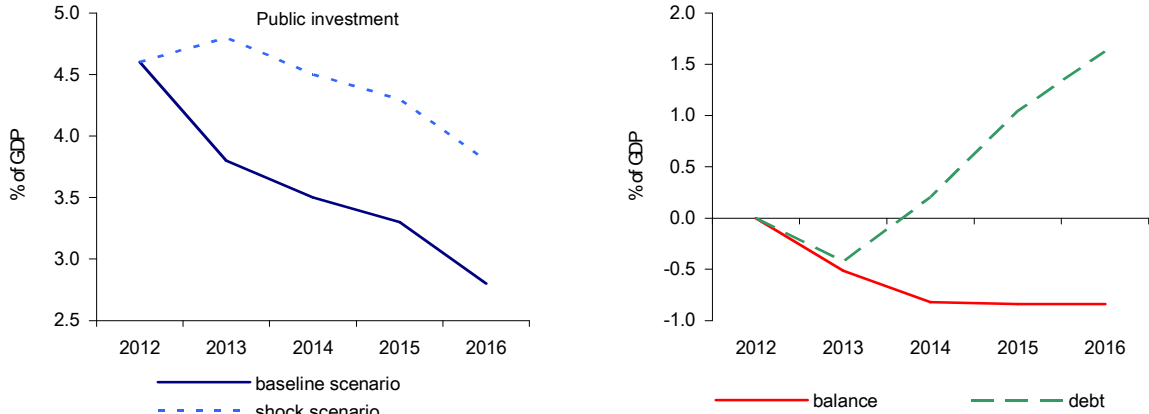 Public investment
% of GDP
5.0
4.5
4.0
3.5
3.0
2.5
2012 2013 2014 2015 2016
baseline scenario
shock scenario
% of GDP
2.0
1.5
1.0
0.5
0.0
-0.5
-1.0
2012 2013 2014 2015 2016
balance debt